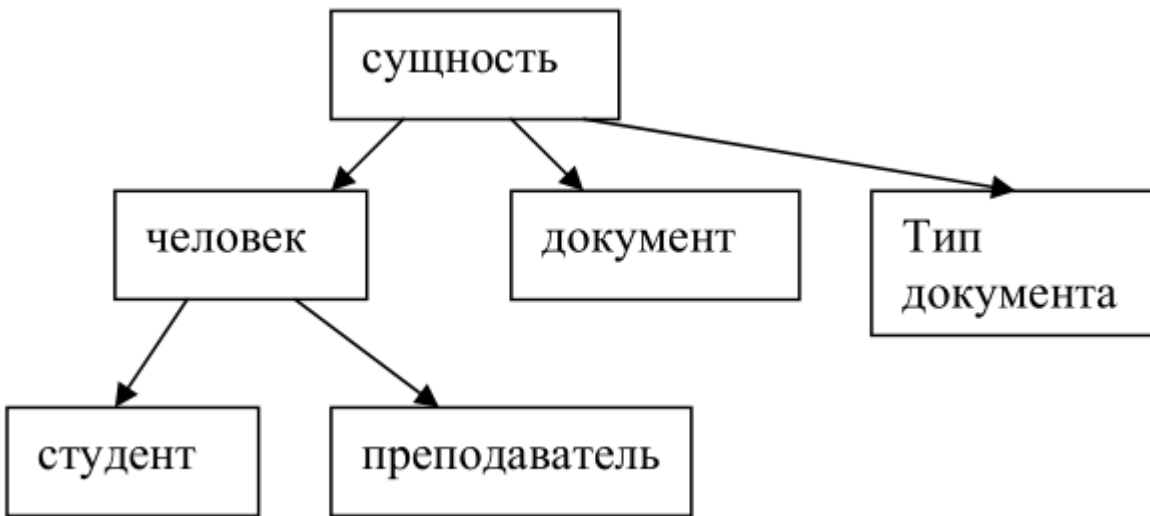 сущность
человек
документ
Тип
документа
студент
преподаватель